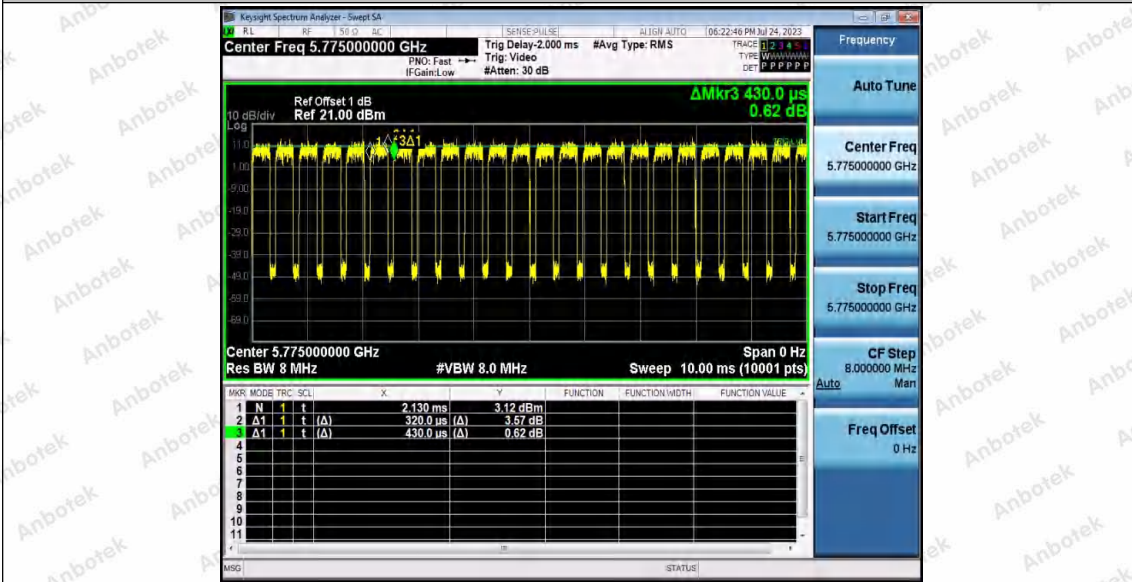 Keysight Spectrum Analyzer - Swept SA
RL RF 50 Ω AC SENSE:PULSE ALIGN AUTO 06:22:46 PM Jul 24, 2023
Center Freq 5.775000000 GHz
Trig Delay-2.000 ms #Avg Type: RMS
TRACE 1 2 3 4 5 6
PNO: Fast Trig: Video
TYPE WWWWWW
IFGain:Low #Atten: 30 dB
DET P P P P P P
Frequency
Auto Tune
Center Freq
5.775000000 GHz
Start Freq
5.775000000 GHz
Stop Freq
5.775000000 GHz
CF Step
8.000000 MHz
Auto Man
Freq Offset
0 Hz
ΔMkr3 430.0 µs
0.62 dB
Ref Offset 1 dB
10 dB/div Ref 21.00 dBm
Log
11.0
1.00
-9.00
-19.0
-29.0
-39.0
-49.0
-59.0
-69.0
3Δ1
Center 5.775000000 GHz Span 0 Hz
Res BW 8 MHz #VBW 8.0 MHz Sweep 10.00 ms (10001 pts)
MKR MODE TRC SCL X Y FUNCTION FUNCTION WIDTH FUNCTION VALUE
1 N 1 t 2.130 ms 3.12 dBm
2 Δ1 1 t (Δ) 320.0 µs (Δ) 3.57 dB
3 Δ1 1 t (Δ) 430.0 µs (Δ) 0.62 dB
4
5
6
7
8
9
10
11
MSG STATUS
Anbotek